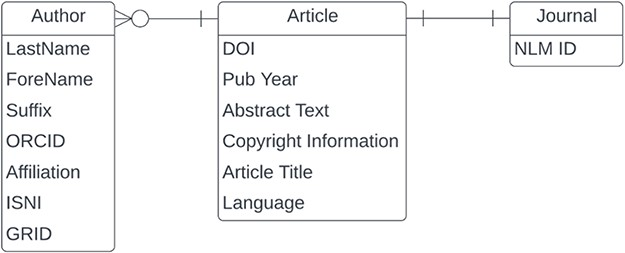 Author
LastName
ForeName
Suffix
ORCID
Affiliation
ISNI
GRID
Article
DOI
Pub Year
Abstract Text
Copyright Information
Article Title
Language
Journal
NLM ID